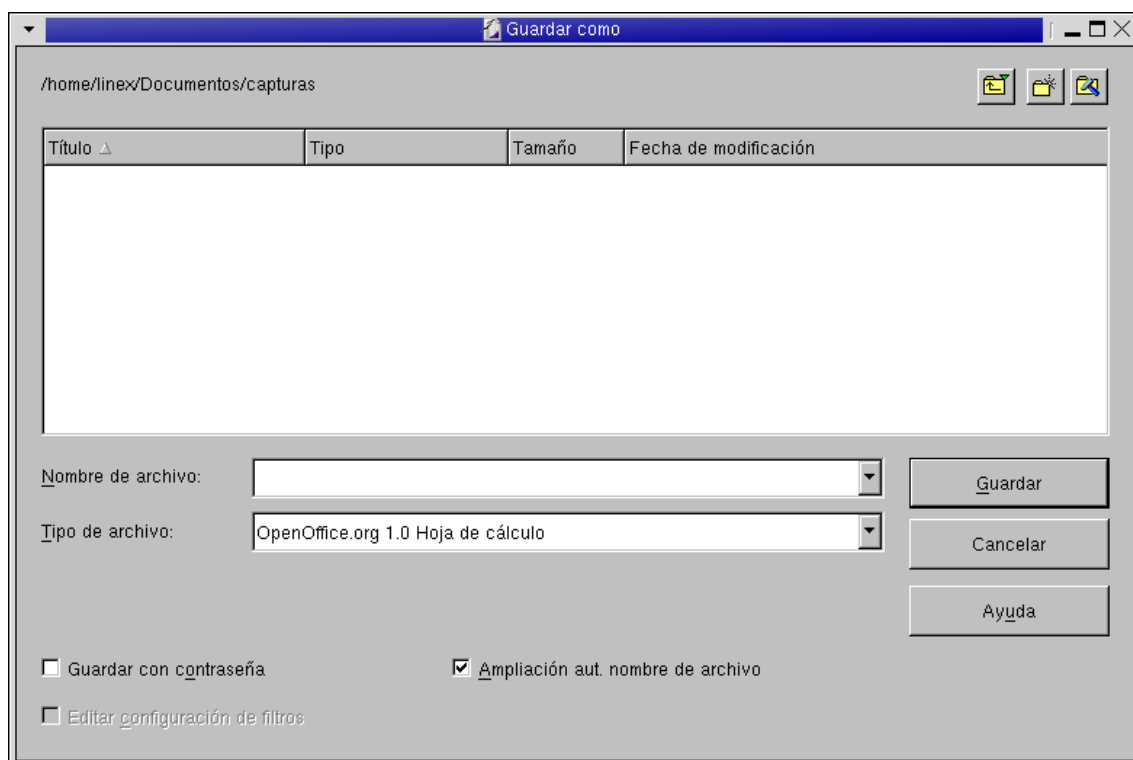 Guardar como
/home/linex/Documentos/capturas
Título Tipo Tamaño Fecha de modificación
Nombre de archivo:
Guardar
Tipo de archivo: OpenOffice.org 1.0 Hoja de cálculo
Cancelar
Ayuda
Guardar con contraseña Ampliación aut. nombre de archivo
Editar configuración de filtros